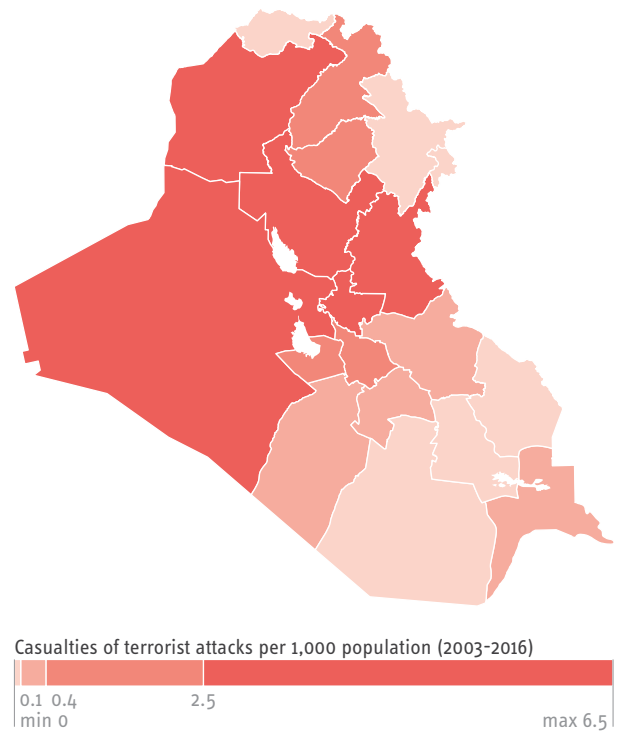 Casualties of terrorist attacks per 1,000 population (2003-2016)
0.1 0.4 2.5
min 0 max 6.5